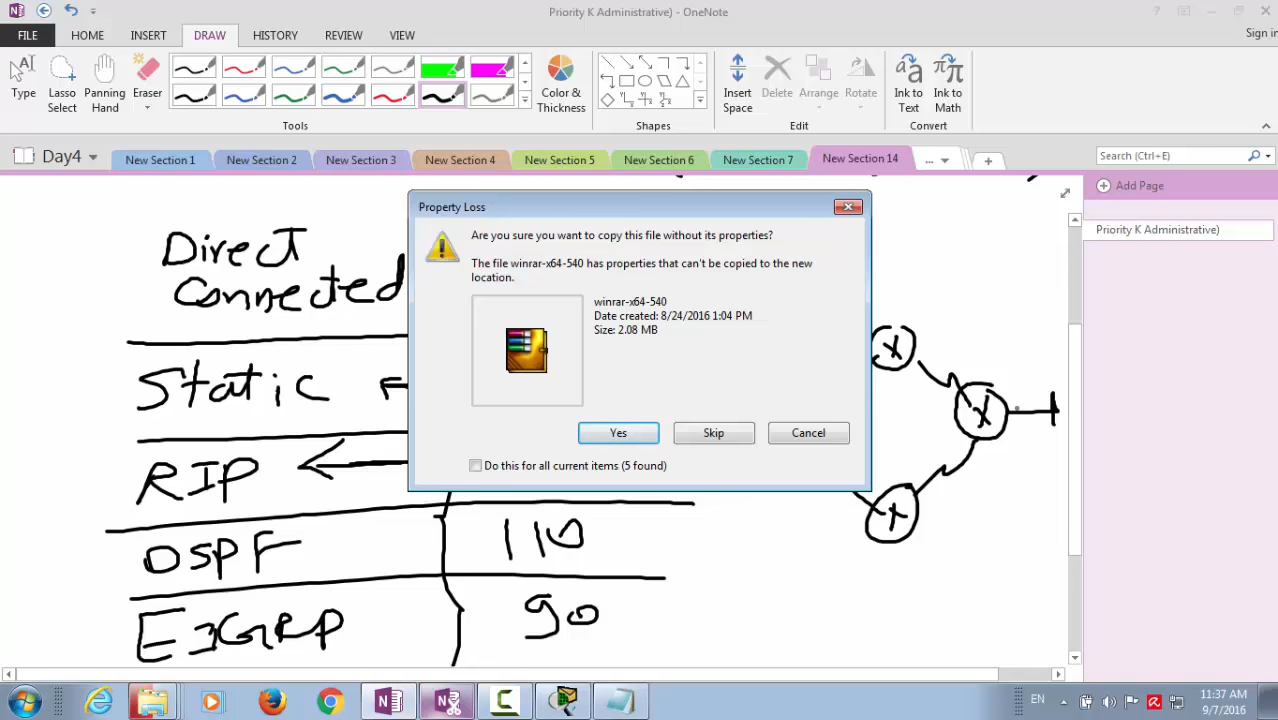 Priority K Administrative) - OneNote
FILE HOME INSERT DRAW HISTORY REVIEW VIEW Sign in
Type Lasso Select Panning Hand Eraser Color & Thickness Insert Space Delete Arrange Rotate Ink to Text Ink to Math
Tools Shapes Edit Convert
Day4 New Section 1 New Section 2 New Section 3 New Section 4 New Section 5 New Section 6 New Section 7 New Section 14 ... Search (Ctrl+E)
Add Page
Priority K Administrative)
Property Loss
Are you sure you want to copy this file without its properties?
The file winrar-x64-540 has properties that can't be copied to the new
location.
winrar-x64-540
Date created: 8/24/2016 1:04 PM
Size: 2.08 MB
Yes Skip Cancel
Do this for all current items (5 found)
Direct
Connected
Static
RIP
OSPF 110
EIGRP 90
X
X
X
EN 11:37 AM
9/7/2016